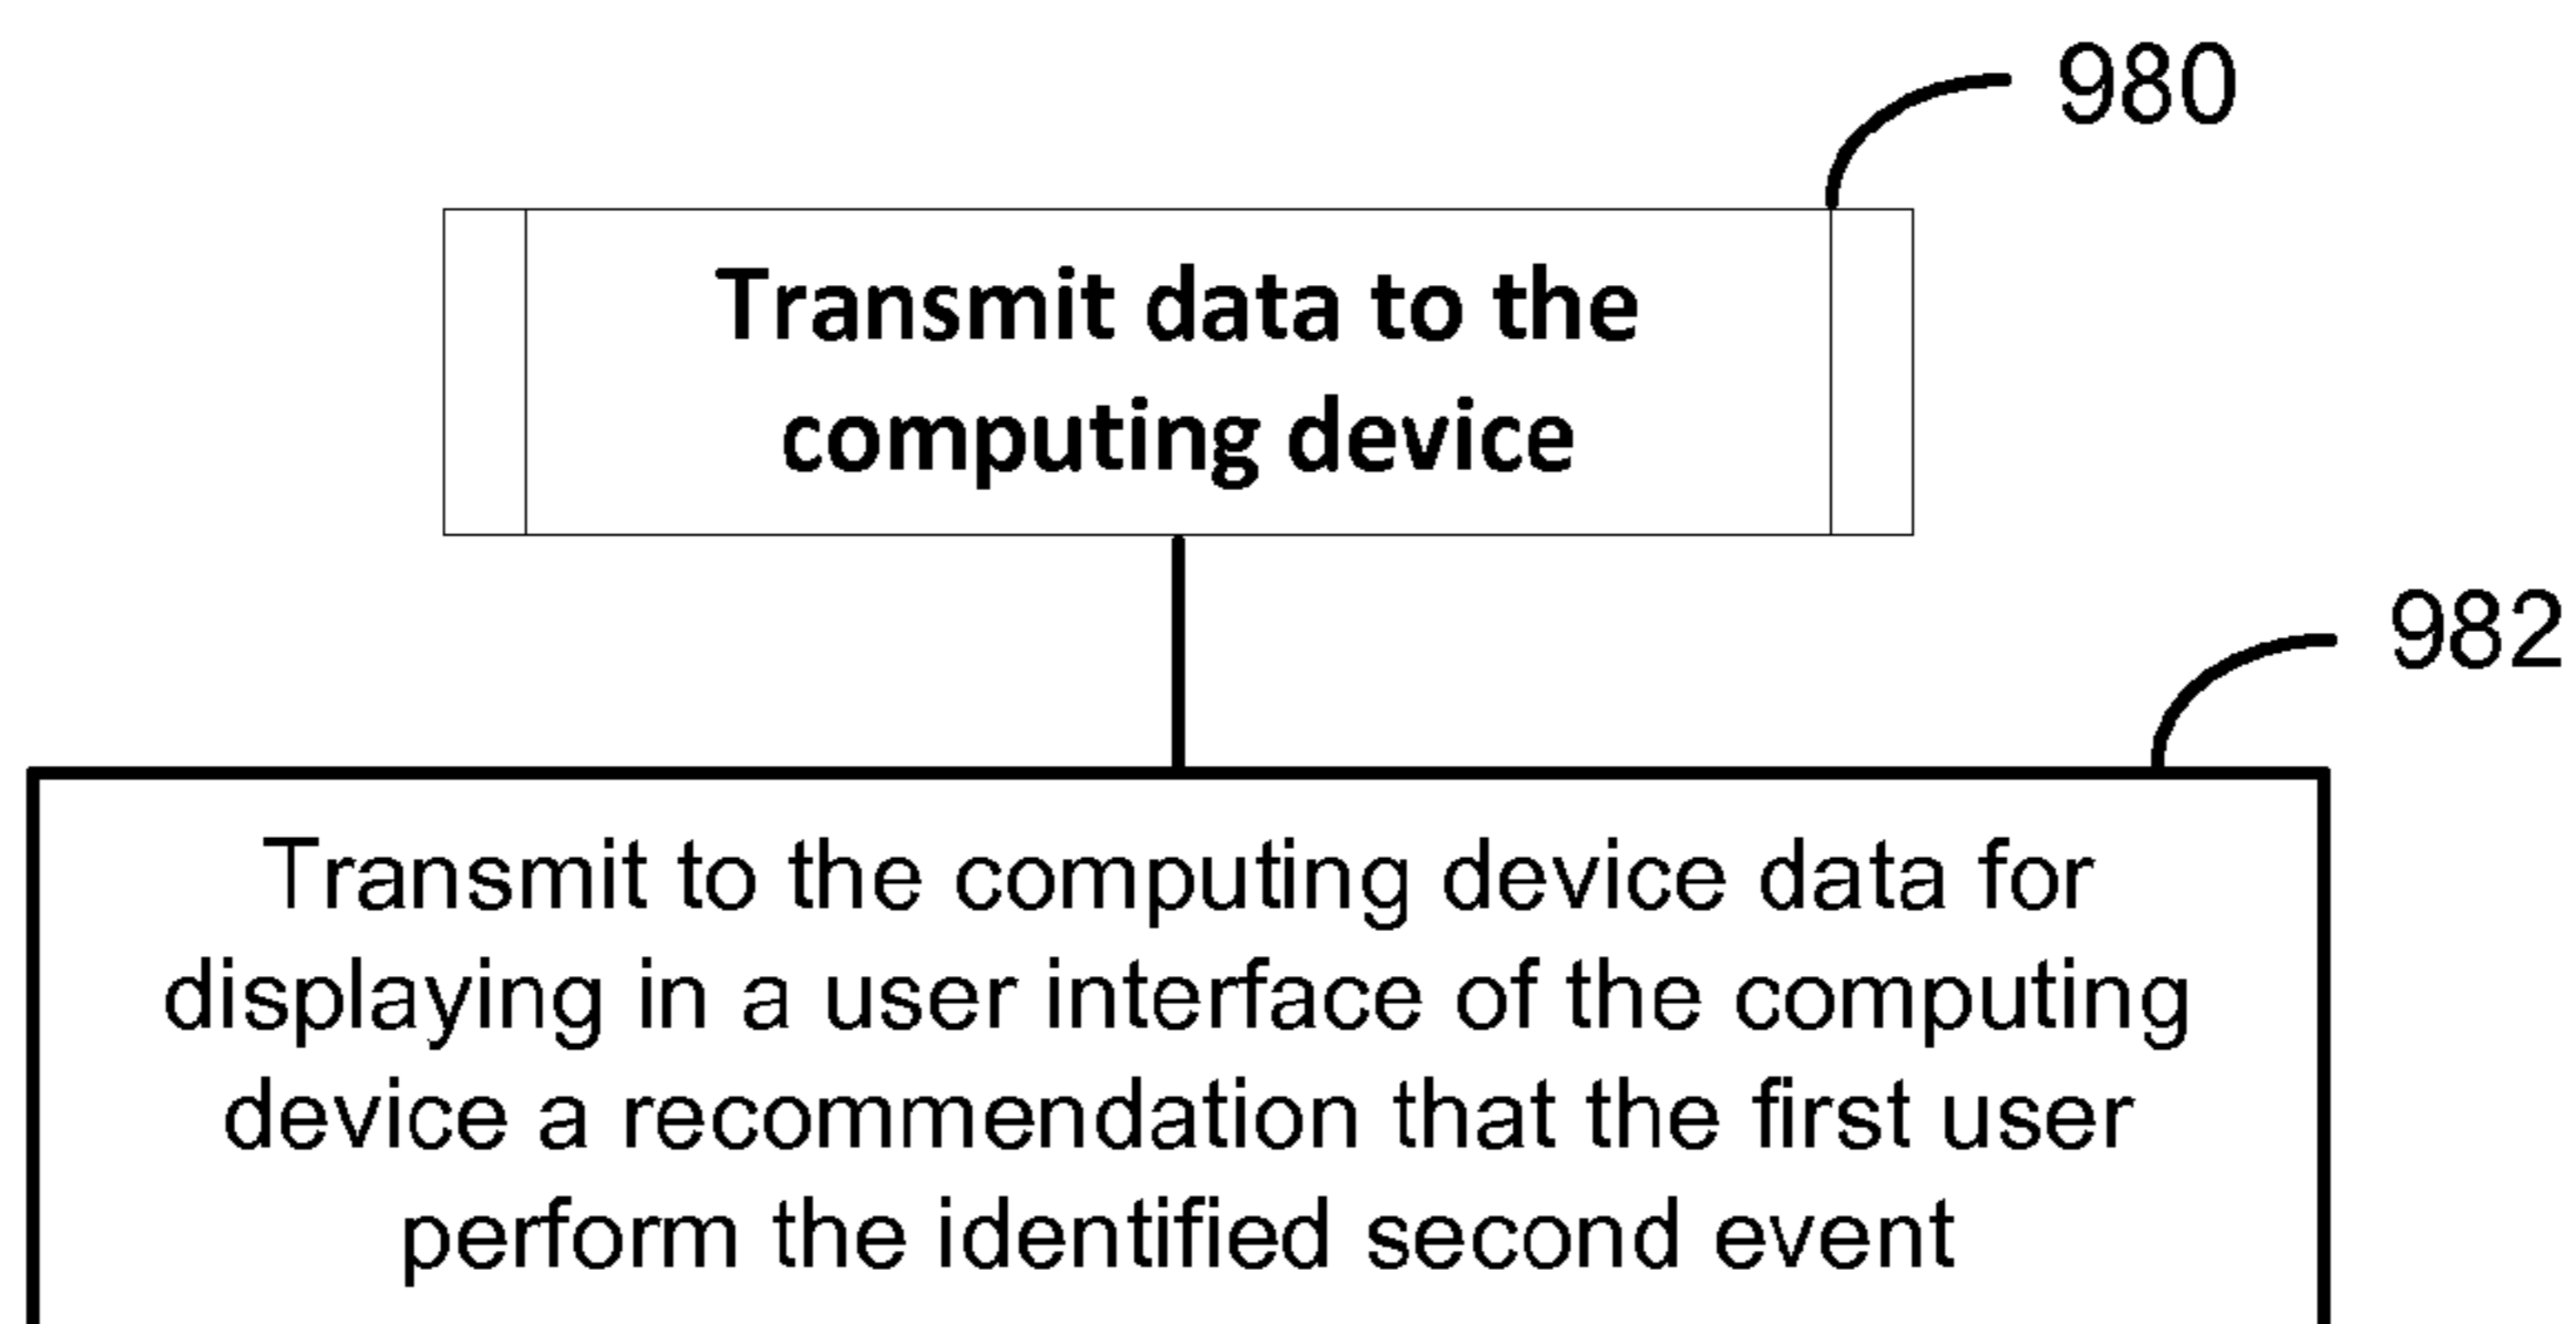 980
Transmit data to the
computing device
982
Transmit to the computing device data for
displaying in a user interface of the computing
device a recommendation that the first user
perform the identified second event